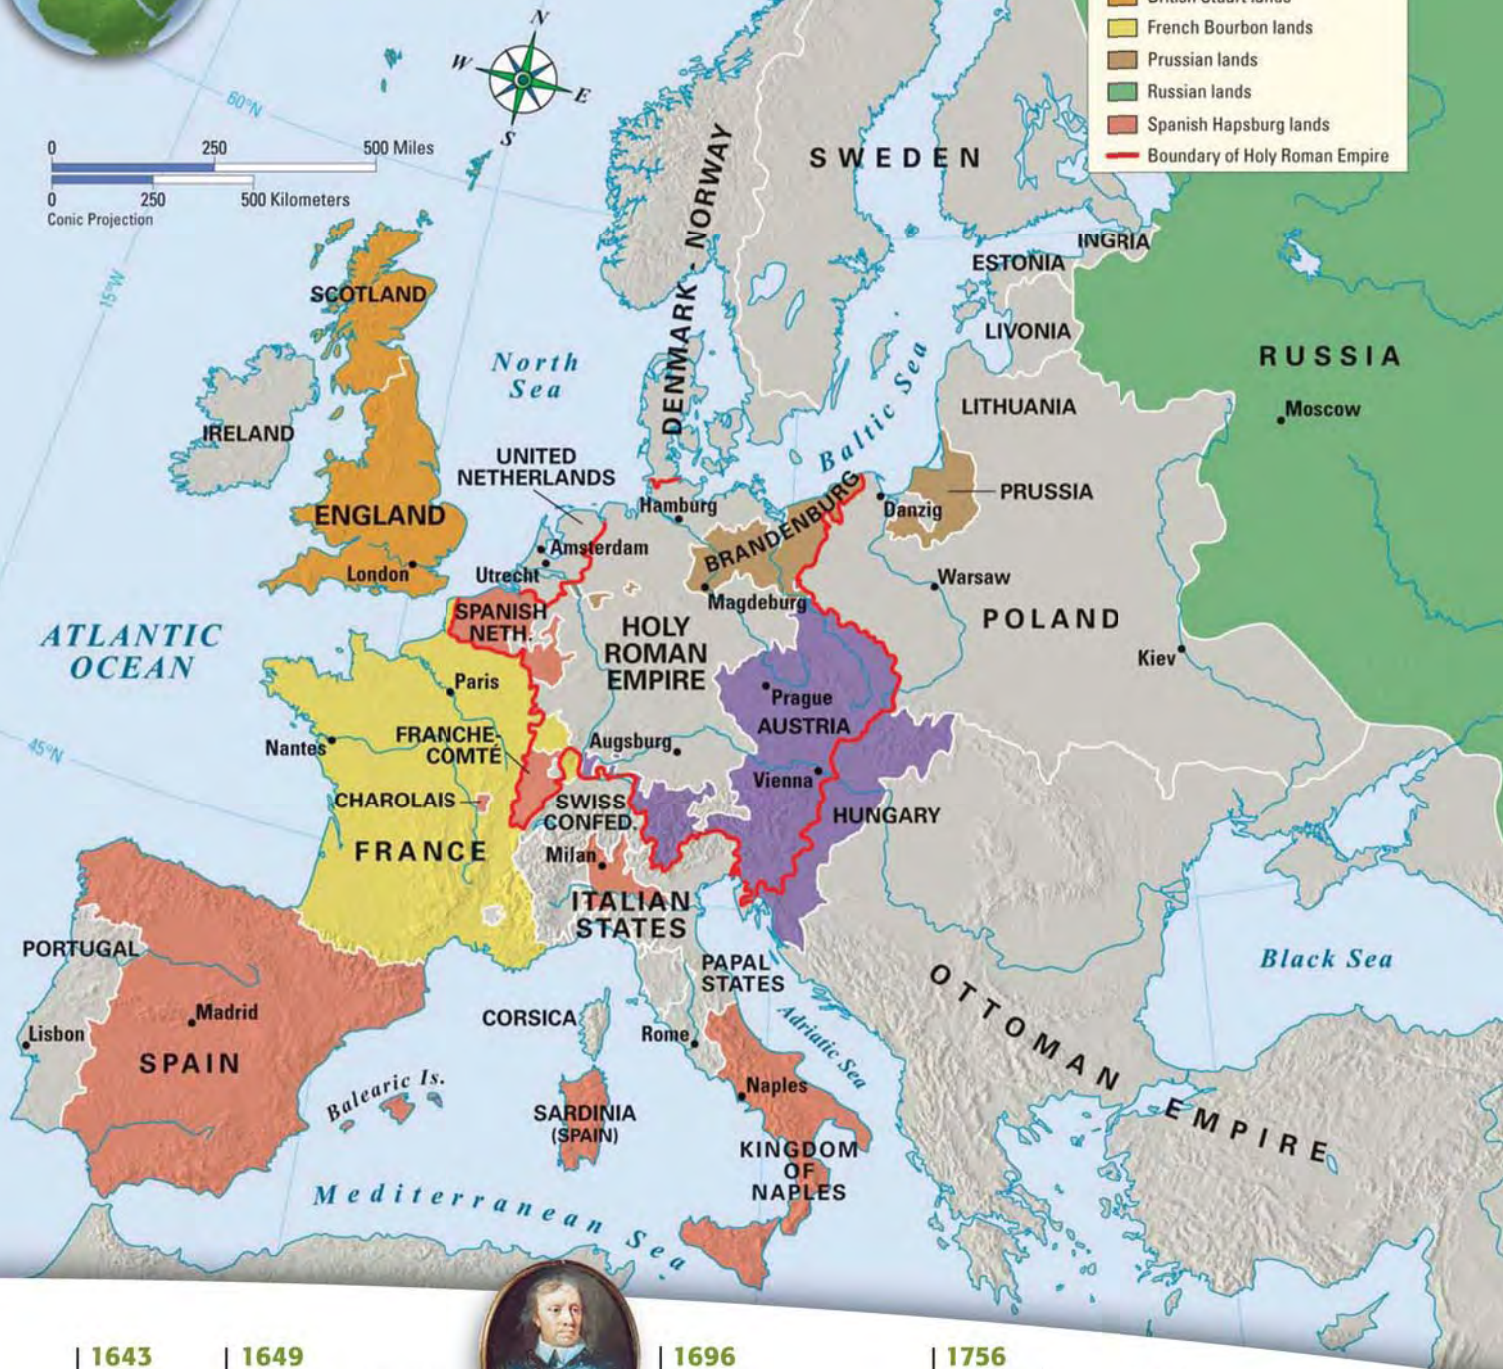 British Stuart lands
French Bourbon lands
Prussian lands
Russian lands
Spanish Hapsburg lands
Boundary of Holy Roman Empire
N
W
E
S
60°N
0 250 500 Miles
0 250 500 Kilometers
Conic Projection
15°W
SWEDEN
DENMARK - NORWAY
INGRIA
ESTONIA
LIVONIA
SCOTLAND
RUSSIA
Moscow
North
Sea
Baltic Sea
LITHUANIA
IRELAND
UNITED
NETHERLANDS
PRUSSIA
Hamburg
Danzig
ENGLAND
BRANDENBURG
Amsterdam
London
Utrecht
Warsaw
Magdeburg
SPANISH
NETH.
POLAND
ATLANTIC
OCEAN
HOLY
ROMAN
EMPIRE
Kiev
Paris
Prague
AUSTRIA
45°N
Nantes
FRANCHE-
COMTÉ
Augsburg
Vienna
CHAROLAIS
SWISS
CONFED.
HUNGARY
FRANCE
Milan
ITALIAN
STATES
PORTUGAL
Black Sea
PAPAL
STATES
OTTOMAN EMPIRE
Madrid
CORSICA
Adriatic Sea
Lisbon
Rome
SPAIN
Balearic Is.
Naples
SARDINIA
(SPAIN)
KINGDOM
OF
NAPLES
Mediterranean Sea
1643 1649 1696 1756